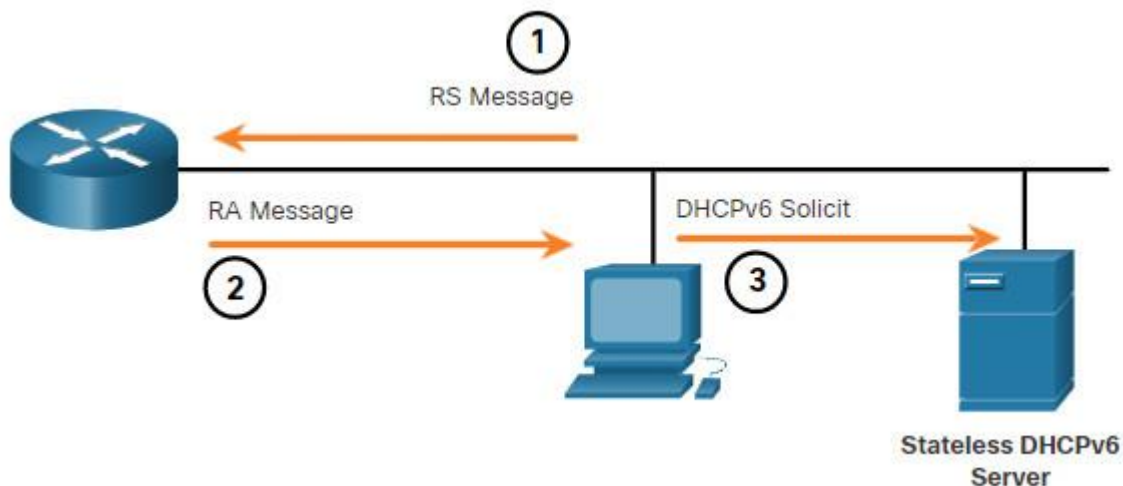 1
RS Message
RA Message
2
DHCPv6 Solicit
3
Stateless DHCPv6
Server